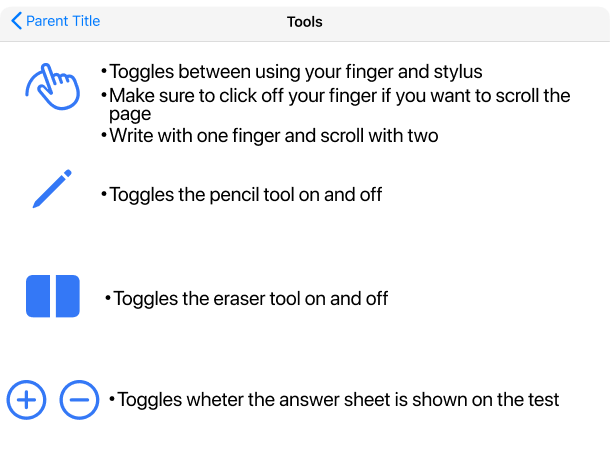 Parent Title
Tools
•Toggles between using your finger and stylus
•Make sure to click off your finger if you want to scroll the
page
•Write with one finger and scroll with two
•Toggles the pencil tool on and off
•Toggles the eraser tool on and off
•Toggles wheter the answer sheet is shown on the test